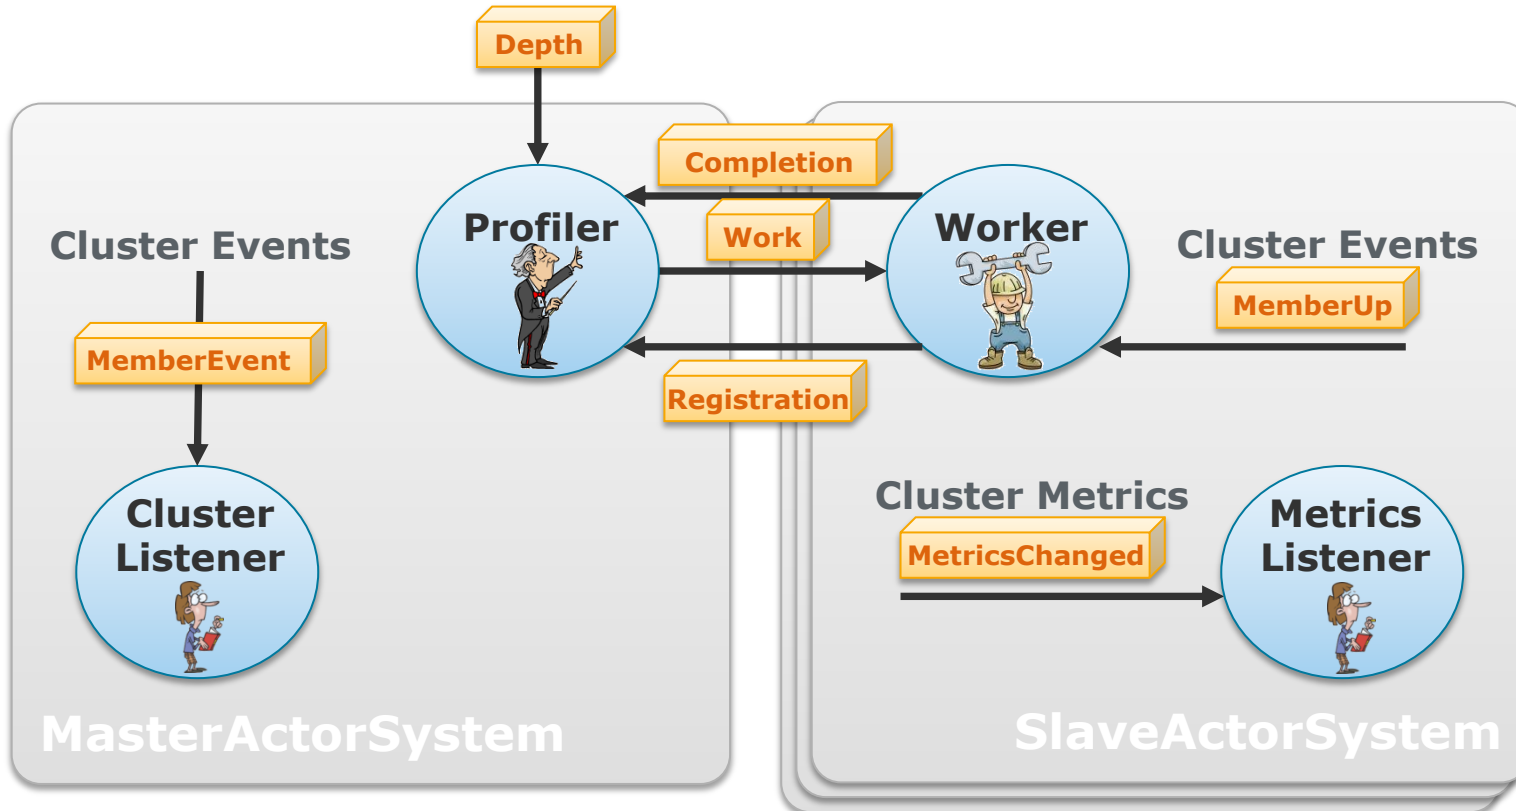 Depth
Completion
Profiler
Work
Worker
Cluster Events
MemberEvent
Cluster Events
MemberUp
Registration
Cluster
Listener
Cluster Metrics
MetricsChanged
Metrics
Listener
MasterActorSystem
SlaveActorSystem